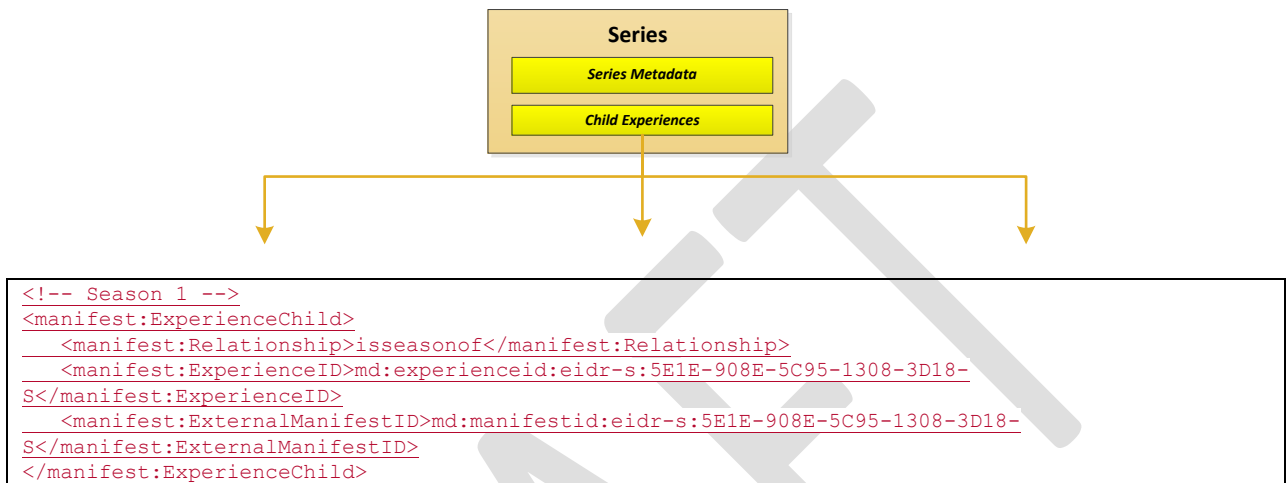 Series
Series Metadata
Child Experiences
<!-- Season 1 -->
<manifest:ExperienceChild>
   <manifest:Relationship>isseasonof</manifest:Relationship>
   <manifest:ExperienceID>md:experienceid:eidr-s:5E1E-908E-5C95-1308-3D18-
S</manifest:ExperienceID>
   <manifest:ExternalManifestID>md:manifestid:eidr-s:5E1E-908E-5C95-1308-3D18-
S</manifest:ExternalManifestID>
</manifest:ExperienceChild>